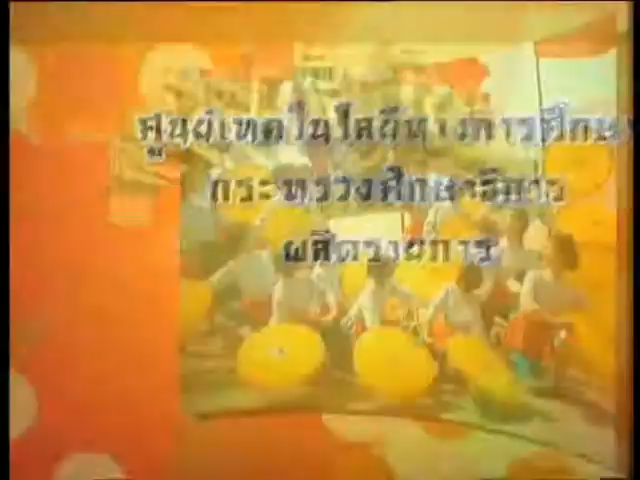 ศูนย์เทคโนโลยีทางการศึกษ
กระทรวงศึกษาธิการ
ผลิตรายการ